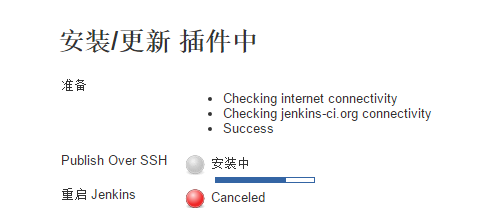 安装/更新 插件中
准备
Checking internet connectivity
Checking jenkins-ci.org connectivity
Success
Publish Over SSH 安装中
重启 Jenkins Canceled